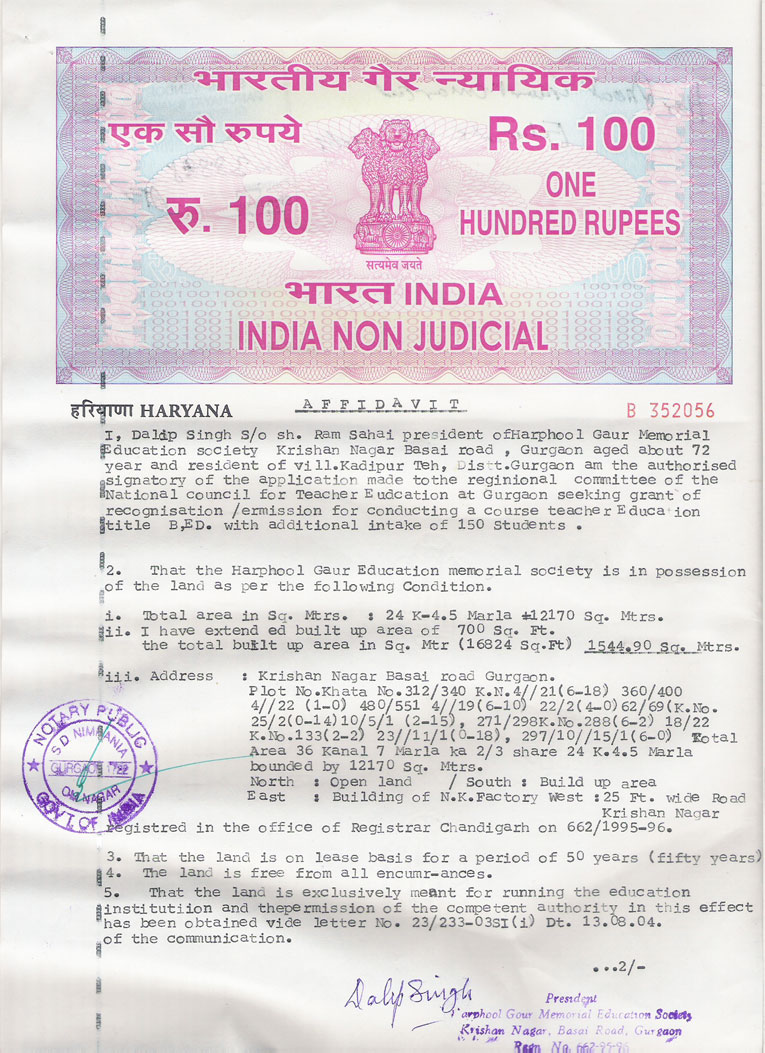 भारतीय गैर न्यायिक
एक सौ रुपये
Rs. 100
रु. 100
ONE
HUNDRED RUPEES
सत्यमेव जयते
भारत INDIA
INDIA NON JUDICIAL
हरियाणा HARYANA
AFFIDAVIT
B 352056
I, Dalip Singh S/o sh. Ram Sahai president ofHarphool Gaur Memorial
Education society Krishan Nagar Basai road , Gurgaon aged about 72
year and resident of vill.Kadipur Teh, Distt.Gurgaon am the authorised
signatory of the application made tothe reginional committee of the
National council for Teacher Eudcation at Gurgaon seeking grant of
recognisation /ermission for conducting a course teacher Education
title B,ED. with additional intake of 150 Students .
2. That the Harphool Gaur Education memorial society is in possession
of the land as per the following Condition.
i. Total area in Sq. Mtrs. : 24 K-4.5 Marla =12170 Sq. Mtrs.
ii. I have extend ed built up area of 700 Sq. Ft.
the total built up area in Sq. Mtr (16824 Sq.Ft) 1544.90 Sq. Mtrs.
iii. Address : Krishan Nagar Basai road Gurgaon.
Plot No.Khata No.312/340 K.N.4//21(6-18) 360/400
4//22 (1-0) 480/551 4//19(6-10) 22/2(4-0)62/69(K.No.
25/2(0-14)10/5/1 (2-15), 271/298K.No.288(6-2) 18/22
K.No.133(2-2) 23//11/1(0-18), 297/10//15/1(6-0) Total
Area 36 Kanal 7 Marla ka 2/3 share 24 K.4.5 Marla
bounded by 12170 Sq. Mtrs.
North : Open land / South : Build up area
East : Building of N.K.Factory West :25 Ft. wide Road
Krishan Nagar
registred in the office of Registrar Chandigarh on 662/1995-96.
3. That the land is on lease basis for a period of 50 years (fifty years)
4. The land is free from all encumr-ances.
5. That the land is exclusively meant for running the education
institutiion and thepermission of the competent authority in this effect
has been obtained vide letter No. 23/233-03SI(i) Dt. 13.08.04.
of the communication.
...2/-
NOTARY PUBLIC
S D NIMBANIA
GURGAON
OM NAGAR
GOVT. OF INDIA
Dalip Singh
President
arphool Gour Memorial Education Society
Krishan Nagar, Basai Road, Gurgaon
Regn No. 662-95-96